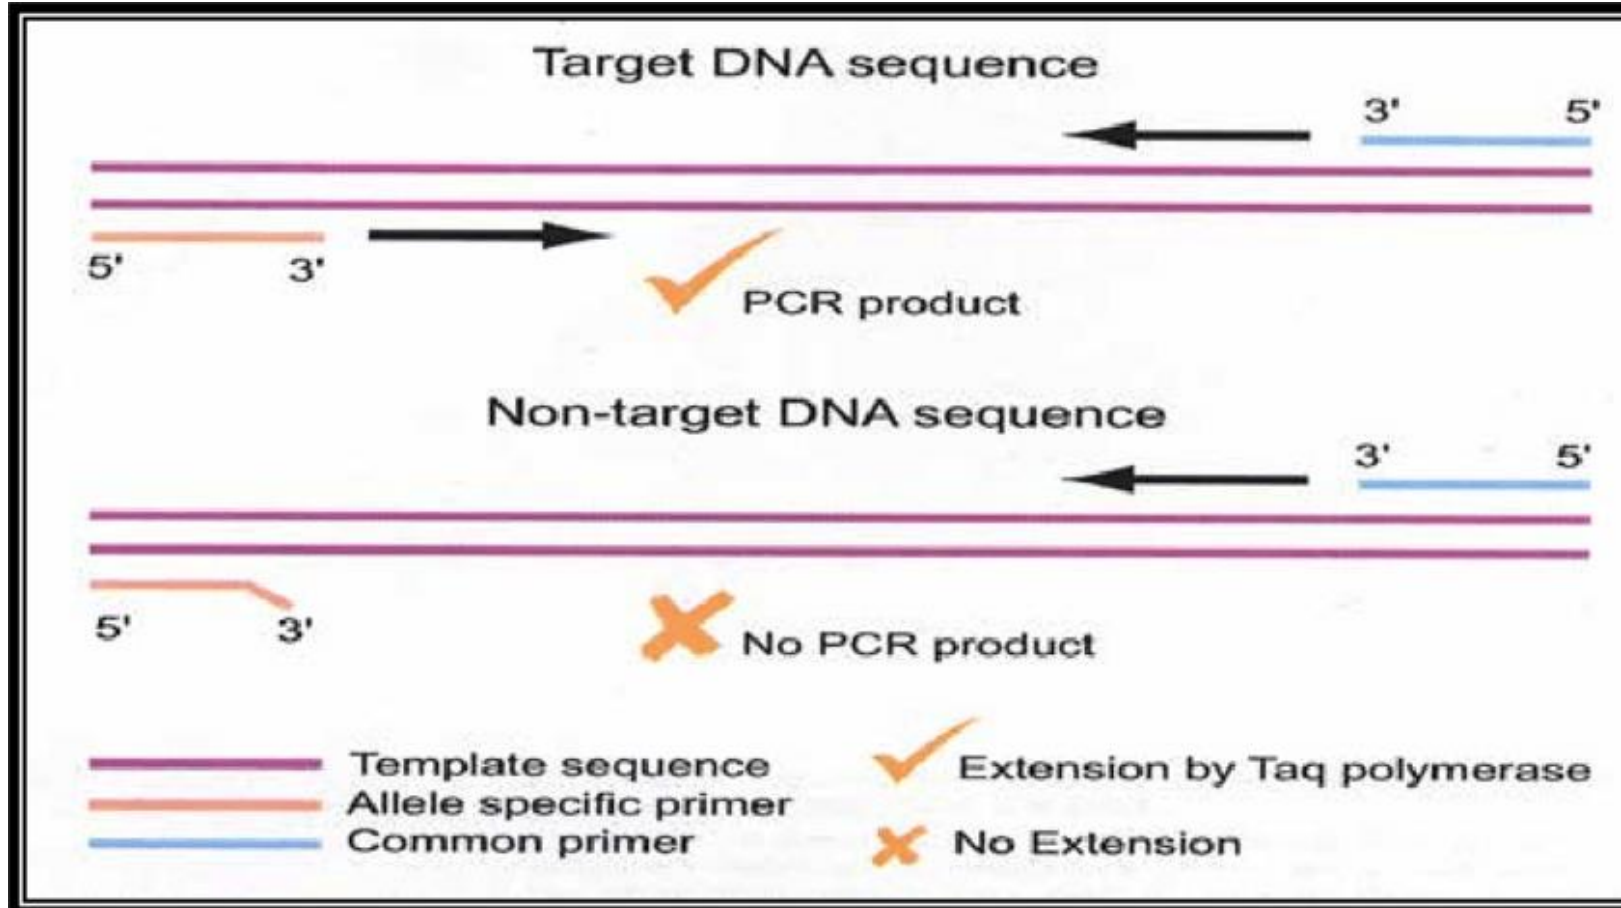 Target DNA sequence
3' 5'
5' 3'
PCR product
Non-target DNA sequence
3' 5'
5' 3'
No PCR product
Template sequence
Allele specific primer
Common primer
Extension by Taq polymerase
No Extension